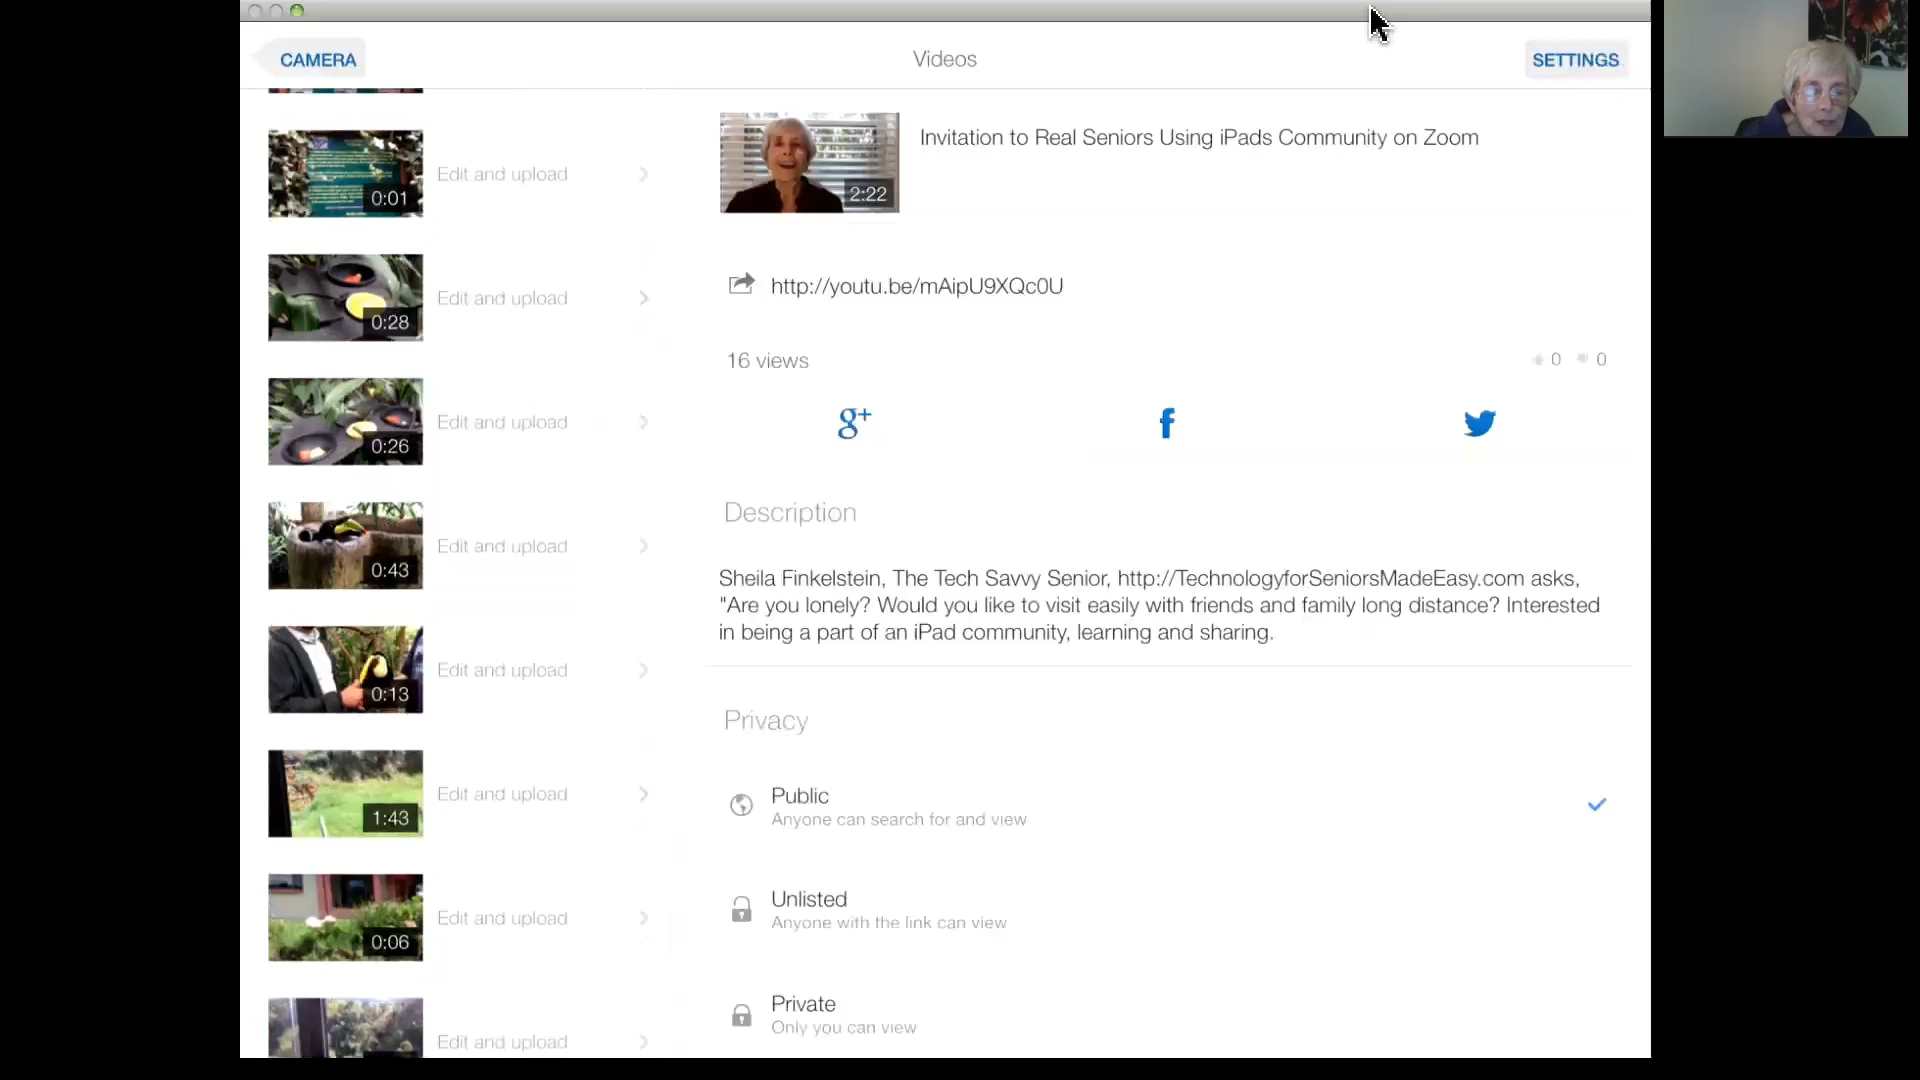 CAMERA
Videos
SETTINGS
0:01
Edit and upload
0:28
Edit and upload
0:26
Edit and upload
0:43
Edit and upload
0:13
Edit and upload
1:43
Edit and upload
0:06
Edit and upload
Edit and upload
2:22
Invitation to Real Seniors Using iPads Community on Zoom
http://youtu.be/mAipU9XQc0U
16 views
0 0
g+ f
Description
Sheila Finkelstein, The Tech Savvy Senior, http://TechnologyforSeniorsMadeEasy.com asks,
"Are you lonely? Would you like to visit easily with friends and family long distance? Interested
in being a part of an iPad community, learning and sharing.
Privacy
Public
Anyone can search for and view
Unlisted
Anyone with the link can view
Private
Only you can view